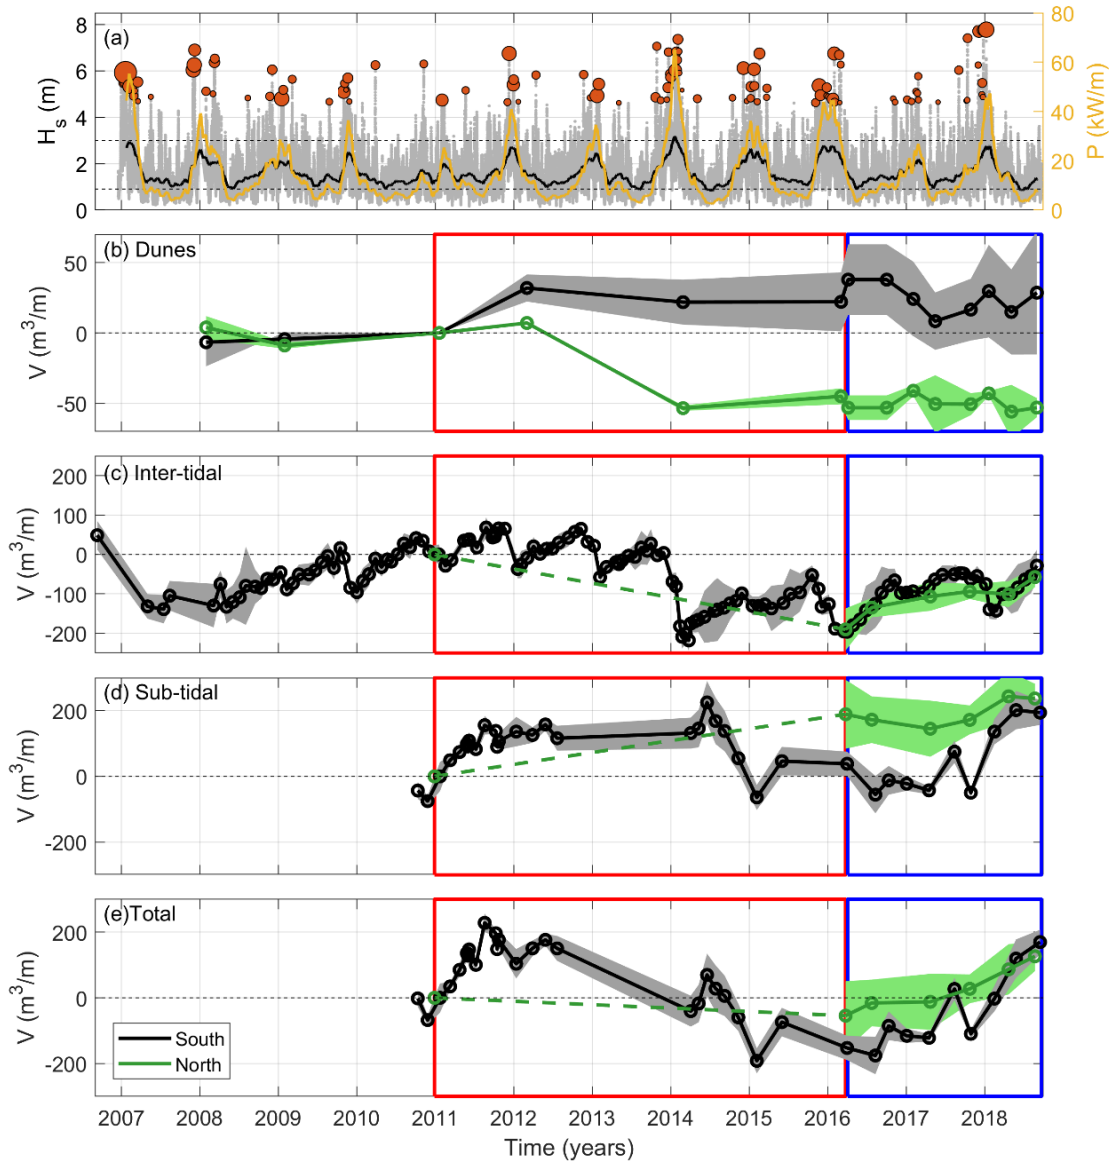 (a)
8
6
4
2
0
H_s (m)
80
60
40
20
0
P (kW/m)
(b) Dunes
50
0
-50
V (m³/m)
(c) Inter-tidal
200
100
0
-100
-200
V (m³/m)
(d) Sub-tidal
200
0
-200
V (m³/m)
(e)Total
200
0
-200
V (m³/m)
South
North
2007 2008 2009 2010 2011 2012 2013 2014 2015 2016 2017 2018
Time (years)